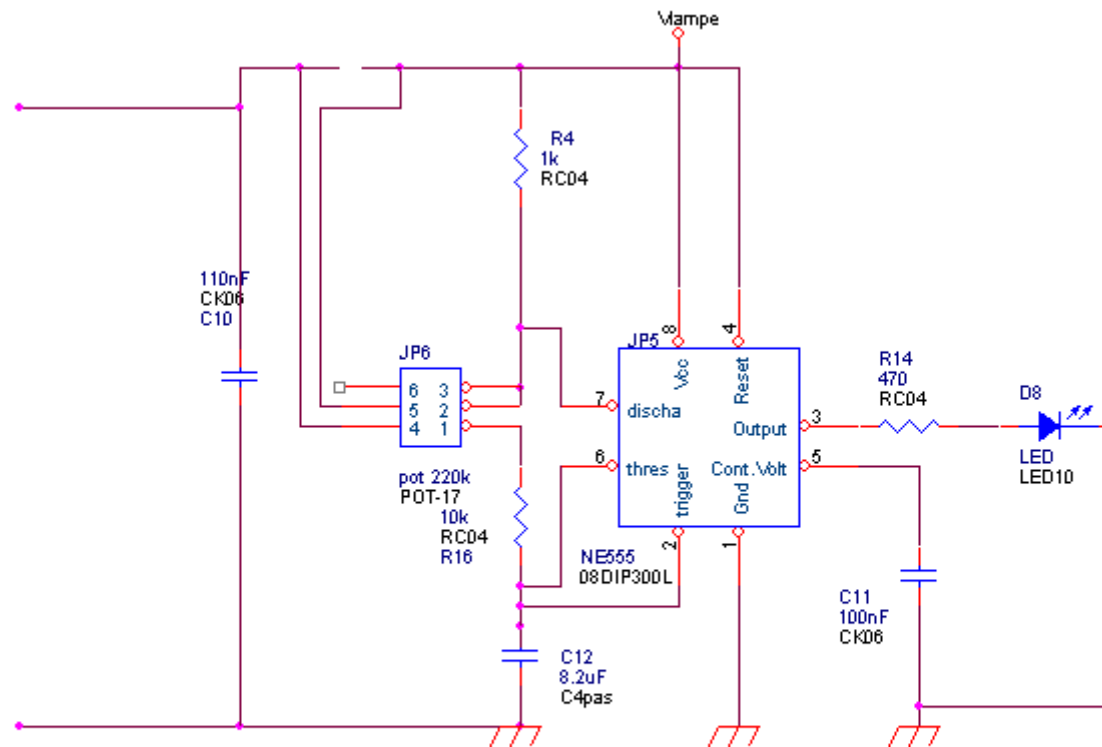 Vlampe
R4
1k
RC04
110nF
CK06
C10
JP6
6 3
5 2
4 1
pot 220k
POT-17
10k
RC04
R16
JP5
8
4
Vcc
Reset
7
discha
6
thres
trigger
Cont.Volt
Gnd
Output
3
5
2
1
NE555
08DIP300L
R14
470
RC04
D8
LED
LED10
C11
100nF
CK06
C12
8.2uF
C4pas